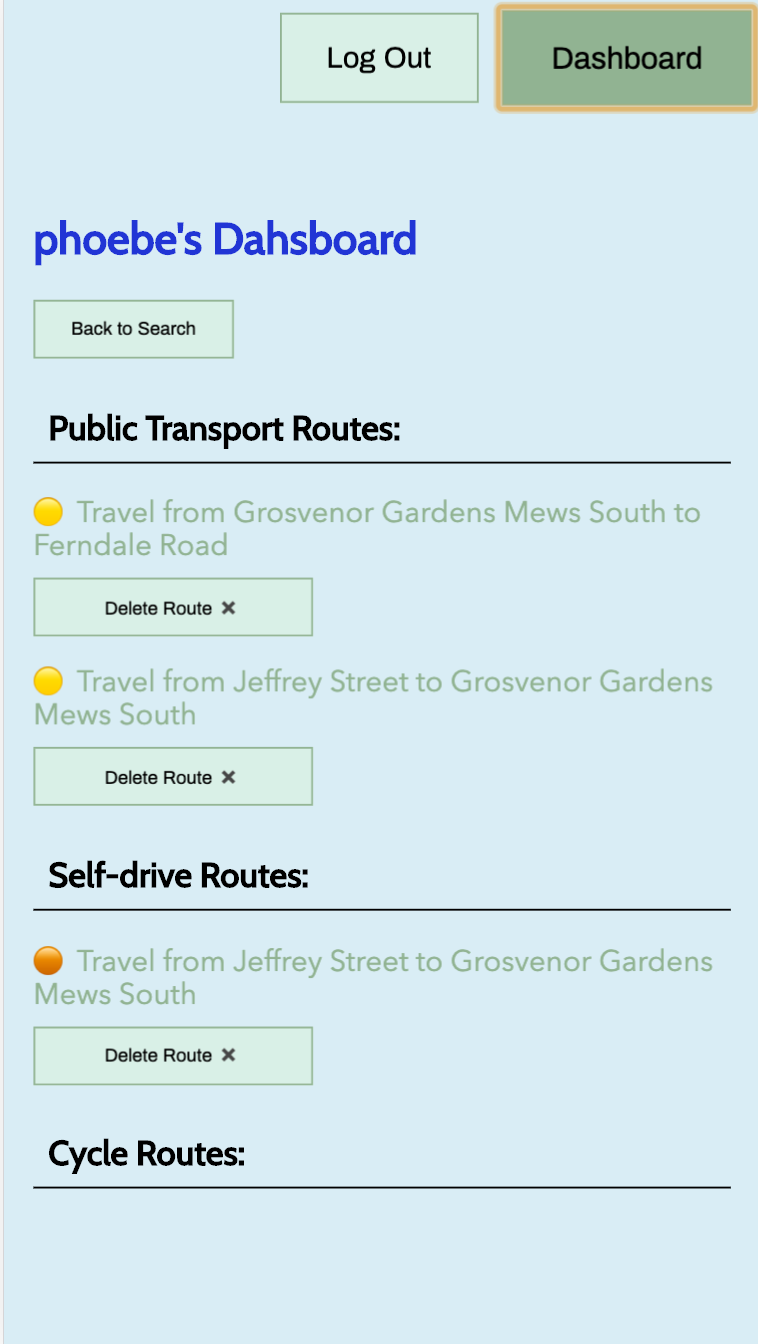 Log Out
Dashboard
phoebe's Dahsboard
Back to Search
Public Transport Routes:
Travel from Grosvenor Gardens Mews South to
Ferndale Road
Delete Route ✖
Travel from Jeffrey Street to Grosvenor Gardens
Mews South
Delete Route ✖
Self-drive Routes:
Travel from Jeffrey Street to Grosvenor Gardens
Mews South
Delete Route ✖
Cycle Routes: